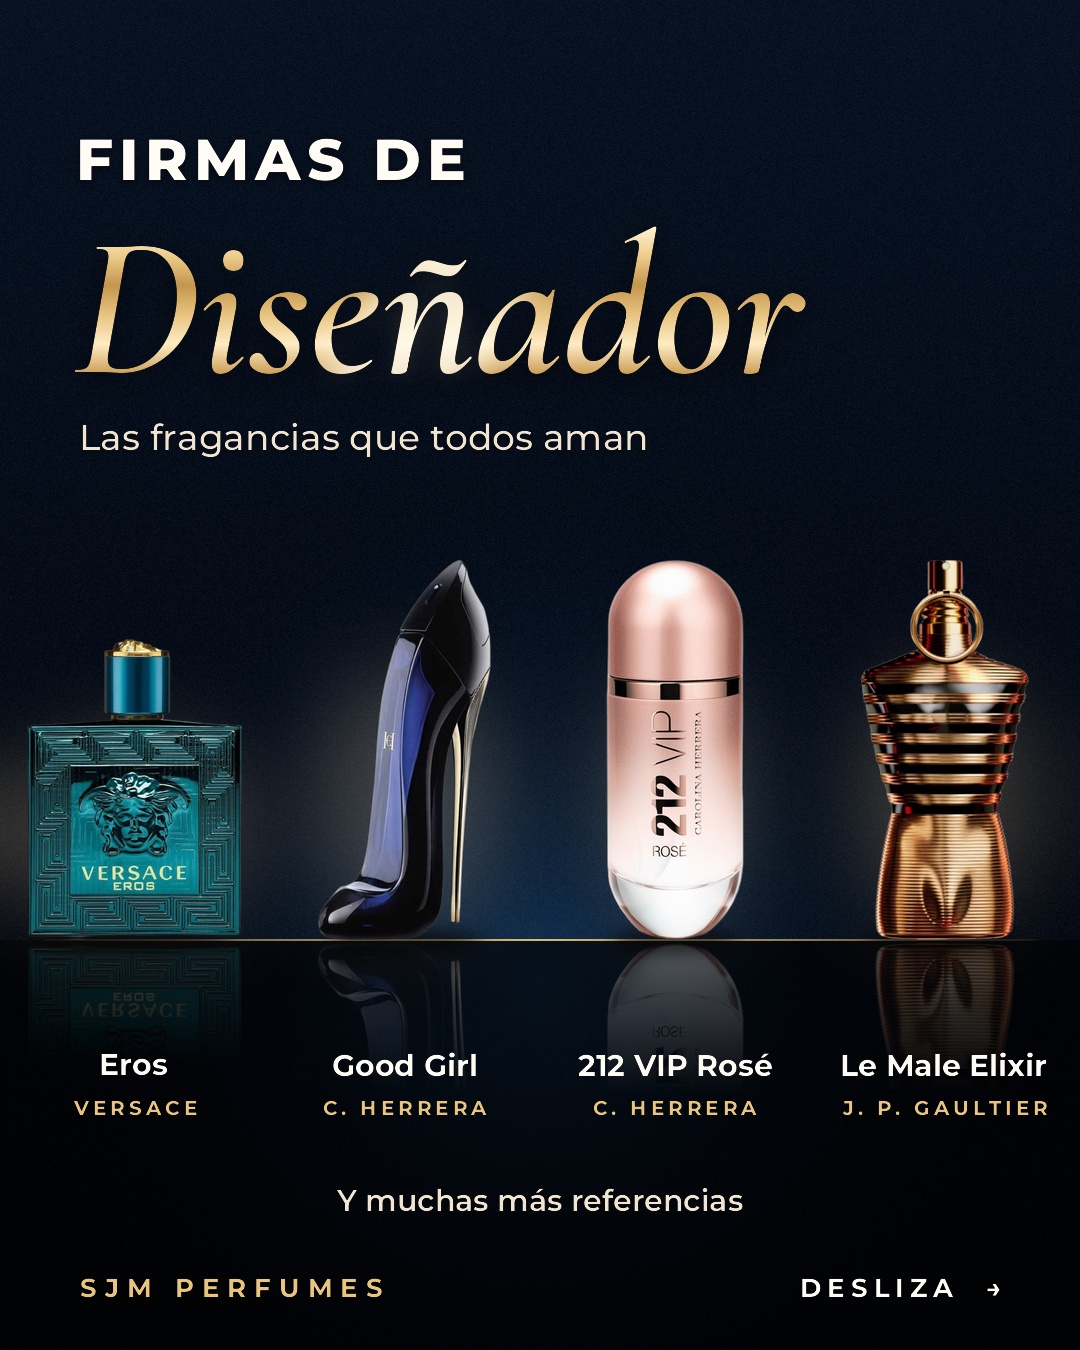 FIRMAS DE
Diseñador
Las fragancias que todos aman
VERSACE
EROS
212 VIP
ROSÉ
CAROLINA HERRERA
Eros
VERSACE
Good Girl
C. HERRERA
212 VIP Rosé
C. HERRERA
Le Male Elixir
J. P. GAULTIER
Y muchas más referencias
SJM PERFUMES
DESLIZA →